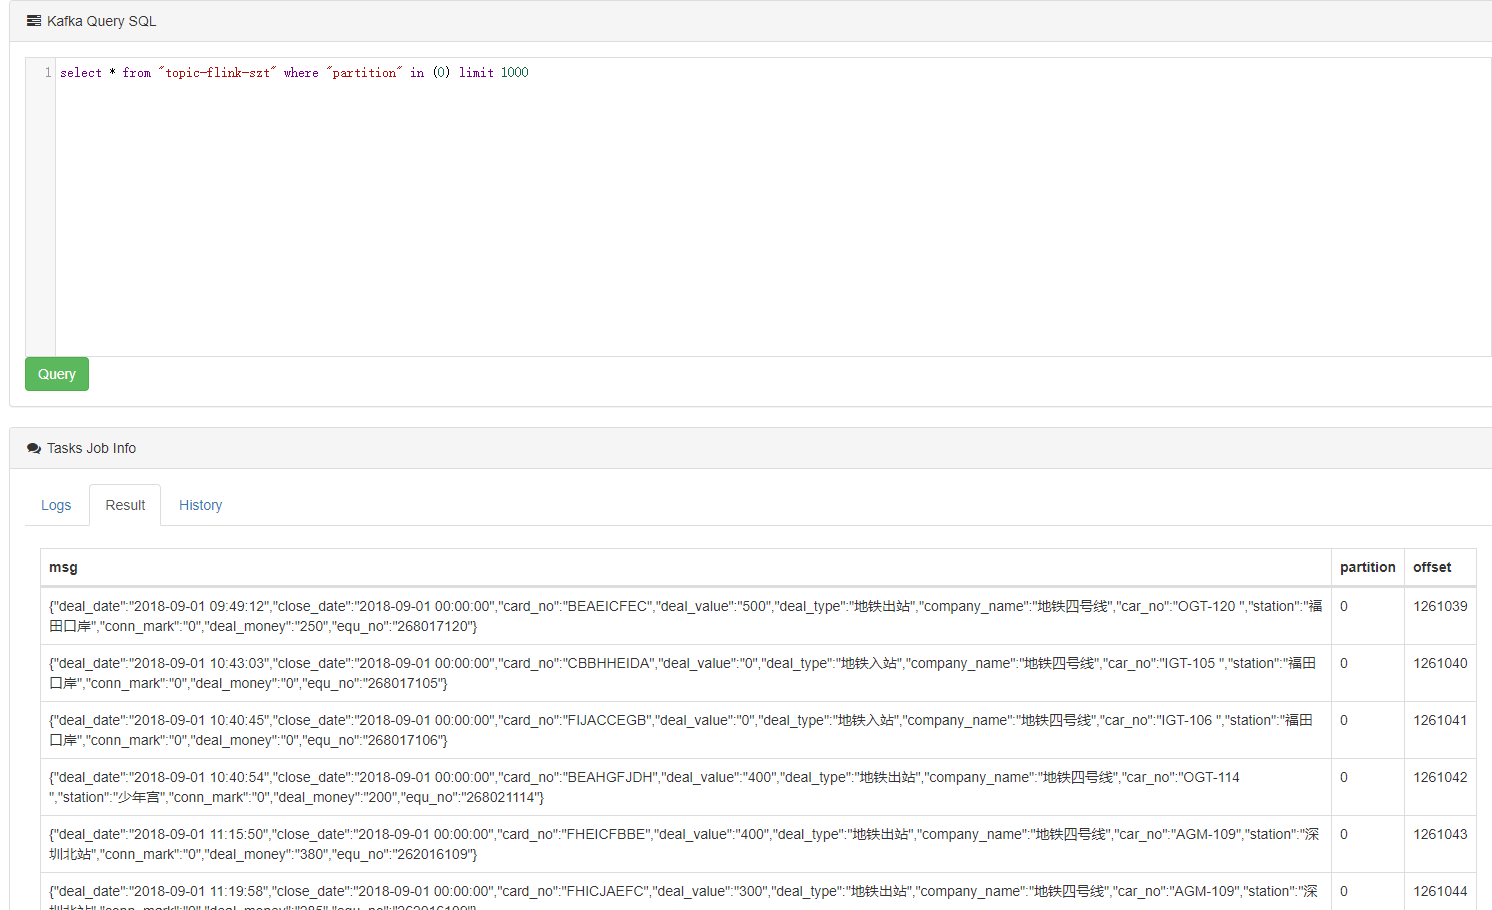 Kafka Query SQL
1 select * from "topic-flink-szt" where "partition" in (0) limit 1000
Query
Tasks Job Info
Logs Result History
msg partition offset
{"deal_date":"2018-09-01 09:49:12","close_date":"2018-09-01 00:00:00","card_no":"BEAEICFEC","deal_value":"500","deal_type":"地铁出站","company_name":"地铁四号线","car_no":"OGT-120 ","station":"福 0 1261039
田口岸","conn_mark":"0","deal_money":"250","equ_no":"268017120"}
{"deal_date":"2018-09-01 10:43:03","close_date":"2018-09-01 00:00:00","card_no":"CBBHHEIDA","deal_value":"0","deal_type":"地铁入站","company_name":"地铁四号线","car_no":"IGT-105 ","station":"福田 0 1261040
口岸","conn_mark":"0","deal_money":"0","equ_no":"268017105"}
{"deal_date":"2018-09-01 10:40:45","close_date":"2018-09-01 00:00:00","card_no":"FIJACCEGB","deal_value":"0","deal_type":"地铁入站","company_name":"地铁四号线","car_no":"IGT-106 ","station":"福田 0 1261041
口岸","conn_mark":"0","deal_money":"0","equ_no":"268017106"}
{"deal_date":"2018-09-01 10:40:54","close_date":"2018-09-01 00:00:00","card_no":"BEAHGFJDH","deal_value":"400","deal_type":"地铁出站","company_name":"地铁四号线","car_no":"OGT-114 0 1261042
","station":"少年宫","conn_mark":"0","deal_money":"200","equ_no":"268021114"}
{"deal_date":"2018-09-01 11:15:50","close_date":"2018-09-01 00:00:00","card_no":"FHEICFBBE","deal_value":"400","deal_type":"地铁出站","company_name":"地铁四号线","car_no":"AGM-109","station":"深 0 1261043
圳北站","conn_mark":"0","deal_money":"380","equ_no":"262016109"}
{"deal_date":"2018-09-01 11:19:58","close_date":"2018-09-01 00:00:00","card_no":"FHICJAEFC","deal_value":"300","deal_type":"地铁出站","company_name":"地铁四号线","car_no":"AGM-109","station":"深 0 1261044
圳北站","conn_mark":"0","deal_money":"285","equ_no":"262016109"}